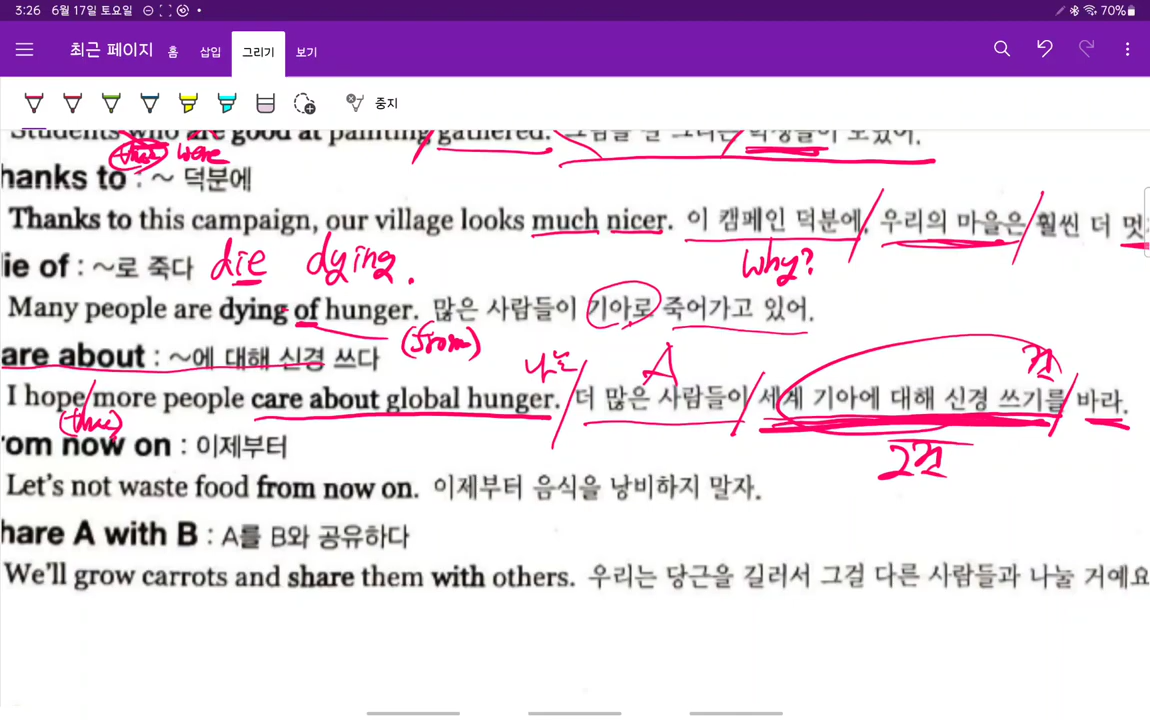 3:26 6월 17일 토요일 70%
최근 페이지 홈 삽입 그리기 보기
중지
Students who are good at painting gathered.
(that) were
hanks to : ~ 덕분에
Thanks to this campaign, our village looks much nicer. 이 캠페인 덕분에, 우리의 마을은 훨씬 더 멋
why?
ie of : ~로 죽다 die dying.
Many people are dying of hunger. 많은 사람들이 기아로 죽어가고 있어.
(from)
are about : ~에 대해 신경 쓰다
나는 A
I hope more people care about global hunger. 더 많은 사람들이 세계 기아에 대해 신경 쓰기를 바라.
(that)
om now on : 이제부터
Let's not waste food from now on. 이제부터 음식을 낭비하지 말자.
hare A with B : A를 B와 공유하다
We'll grow carrots and share them with others. 우리는 당근을 길러서 그걸 다른 사람들과 나눌 거예요